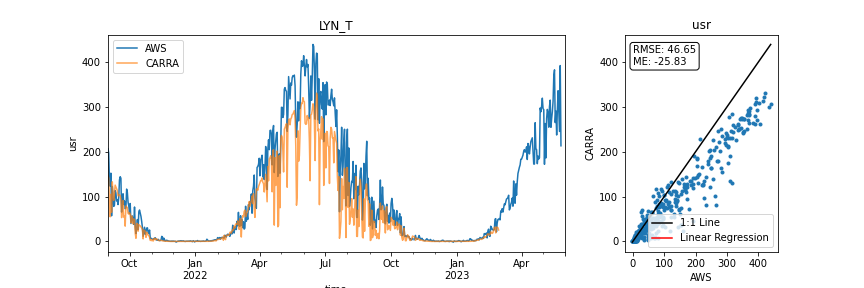 LYN_T
AWS
CARRA
usr
400
300
200
100
0
Oct
Jan
2022
Apr
Jul
Oct
Jan
2023
Apr
usr
RMSE: 46.65
ME: -25.83
CARRA
400
300
200
100
0
1:1 Line
Linear Regression
0
100
200
300
400
AWS